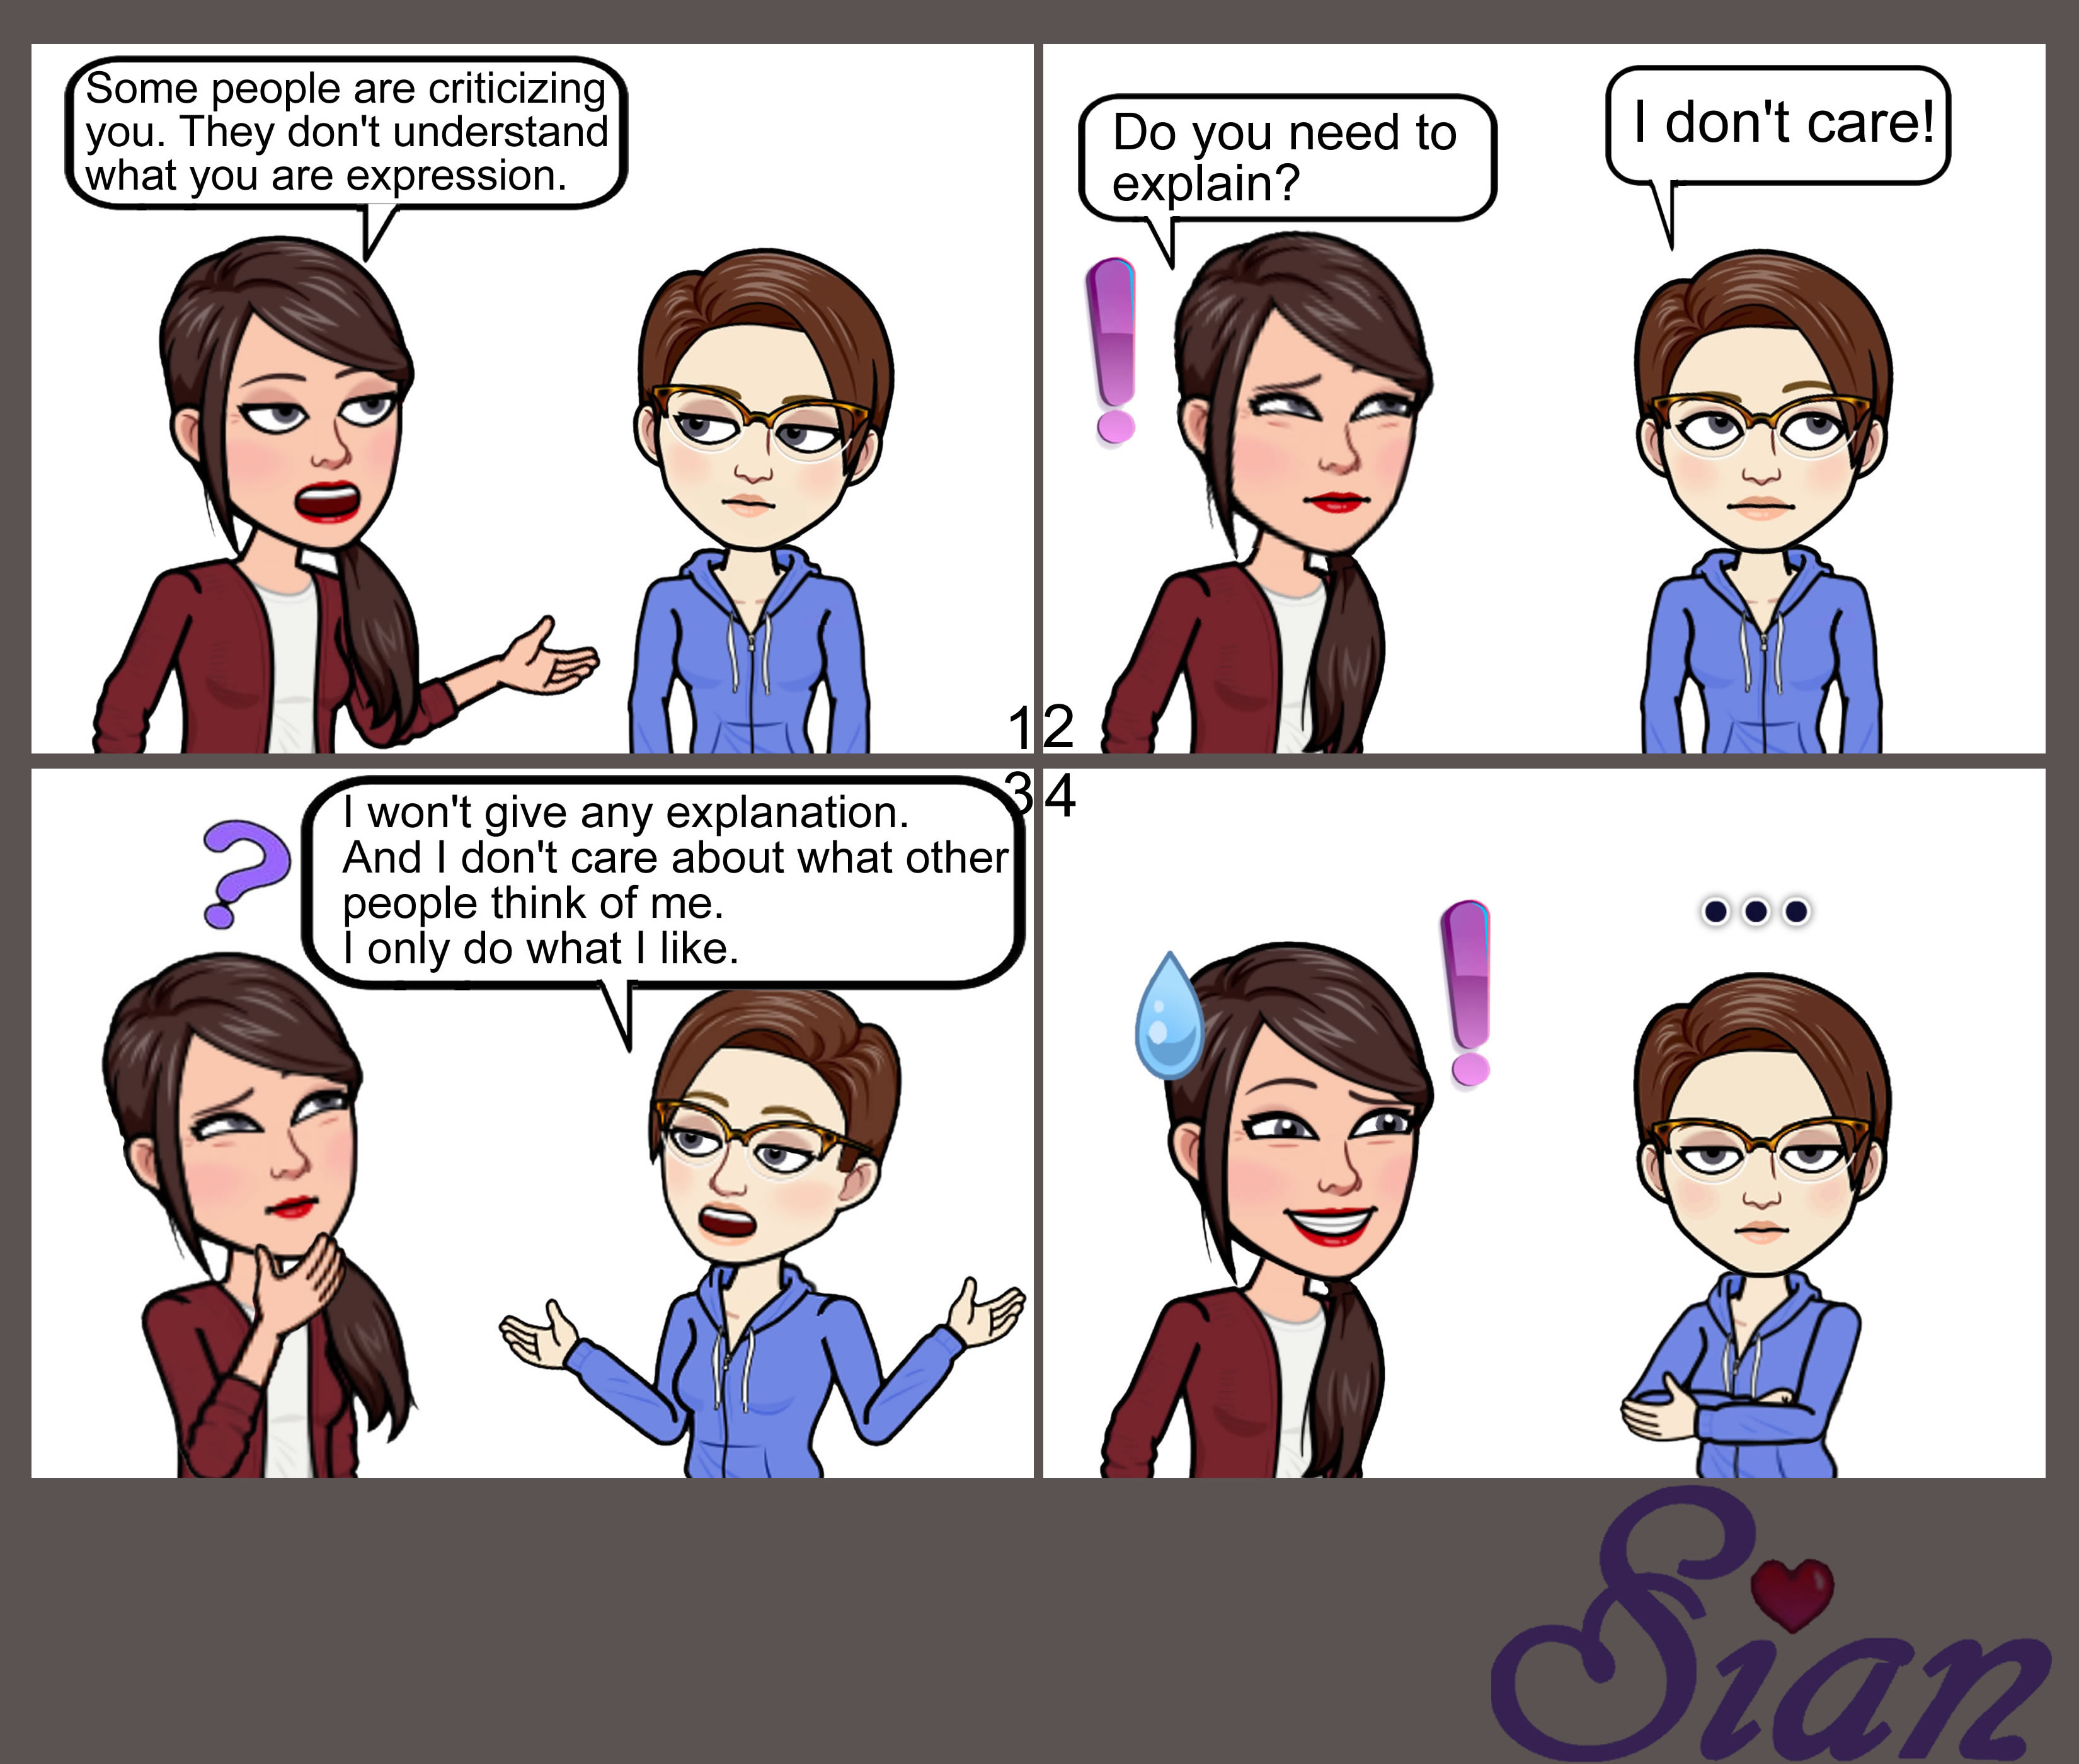 Some people are criticizing
you. They don't understand
what you are expression.
1
Do you need to
explain?
I don't care!
2
I won't give any explanation.
And I don't care about what other
people think of me.
I only do what I like.
3
4
Sian